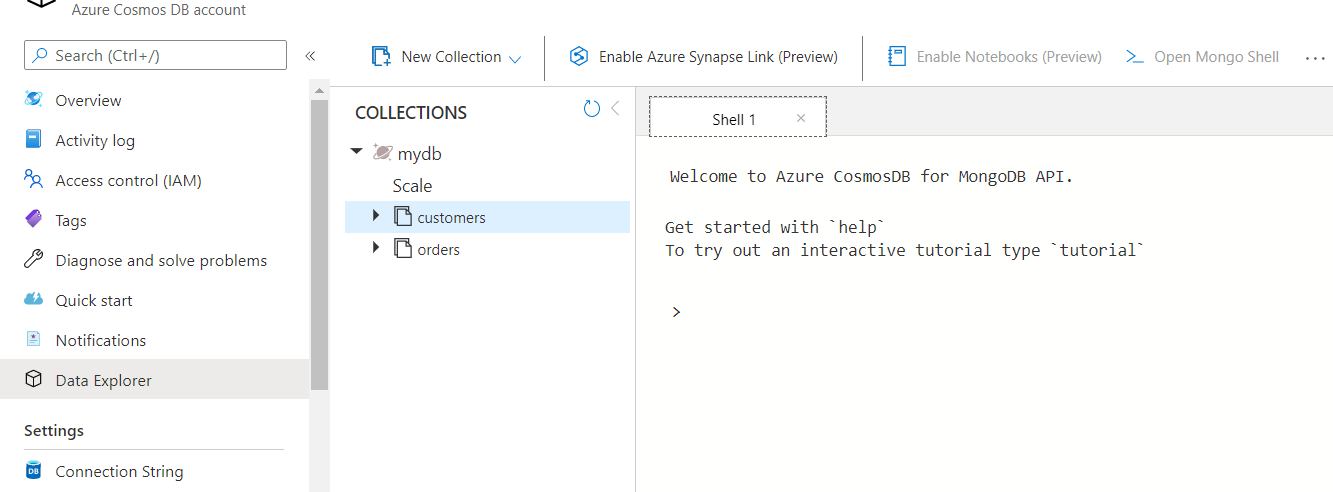 Azure Cosmos DB account
Search (Ctrl+/)
«
Overview
Activity log
Access control (IAM)
Tags
Diagnose and solve problems
Quick start
Notifications
Data Explorer
Settings
DB
Connection String
New Collection
Enable Azure Synapse Link (Preview)
Enable Notebooks (Preview)
Open Mongo Shell
...
COLLECTIONS
mydb
Scale
customers
orders
Shell 1
Welcome to Azure CosmosDB for MongoDB API.
Get started with `help`
To try out an interactive tutorial type `tutorial`
>